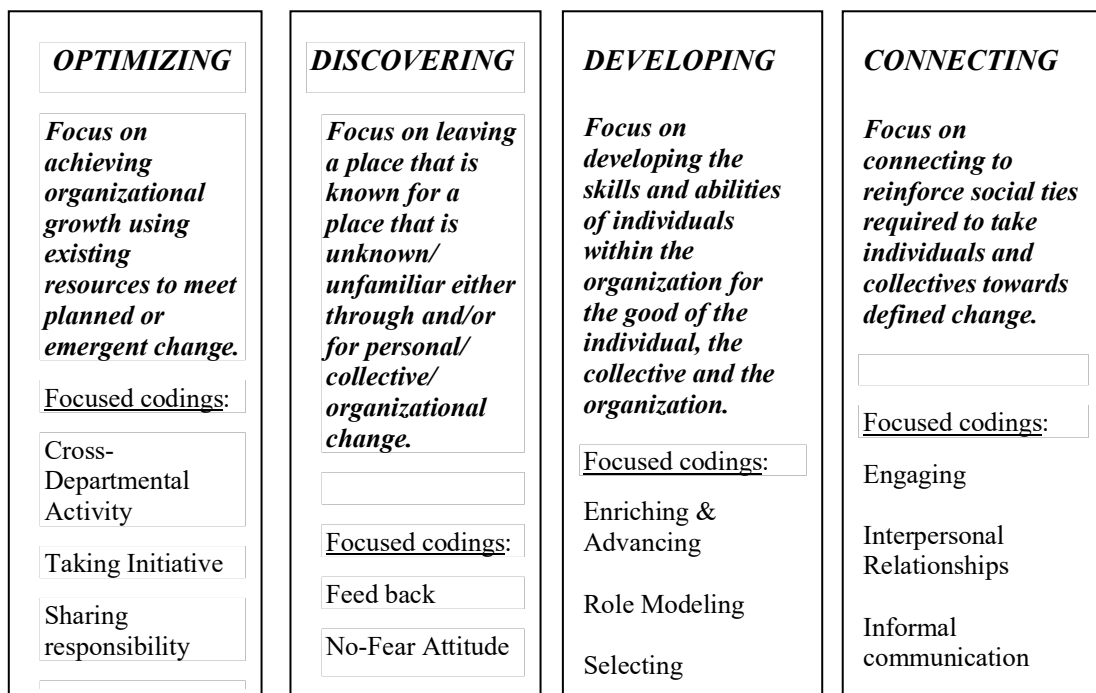 OPTIMIZING
Focus on
achieving
organizational
growth using
existing
resources to meet
planned or
emergent change.
Focused codings:
Cross-
Departmental
Activity
Taking Initiative
Sharing
responsibility
DISCOVERING
Focus on leaving
a place that is
known for a
place that is
unknown/
unfamiliar either
through and/or
for personal/
collective/
organizational
change.
Focused codings:
Feed back
No-Fear Attitude
DEVELOPING
Focus on
developing the
skills and abilities
of individuals
within the
organization for
the good of the
individual, the
collective and the
organization.
Focused codings:
Enriching &
Advancing
Role Modeling
Selecting
CONNECTING
Focus on
connecting to
reinforce social ties
required to take
individuals and
collectives towards
defined change.
Focused codings:
Engaging
Interpersonal
Relationships
Informal
communication